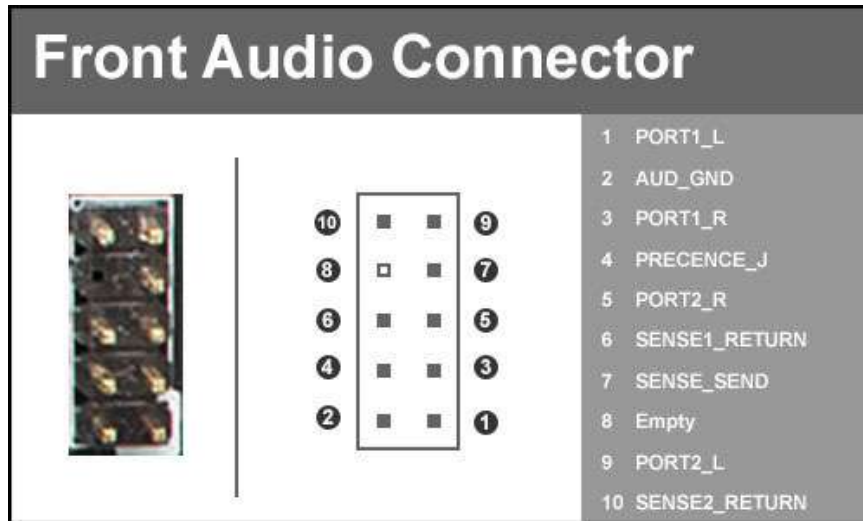 Front Audio Connector
10 9
8 7
6 5
4 3
2 1
1 PORT1_L
2 AUD_GND
3 PORT1_R
4 PRECENCE_J
5 PORT2_R
6 SENSE1_RETURN
7 SENSE_SEND
8 Empty
9 PORT2_L
10 SENSE2_RETURN